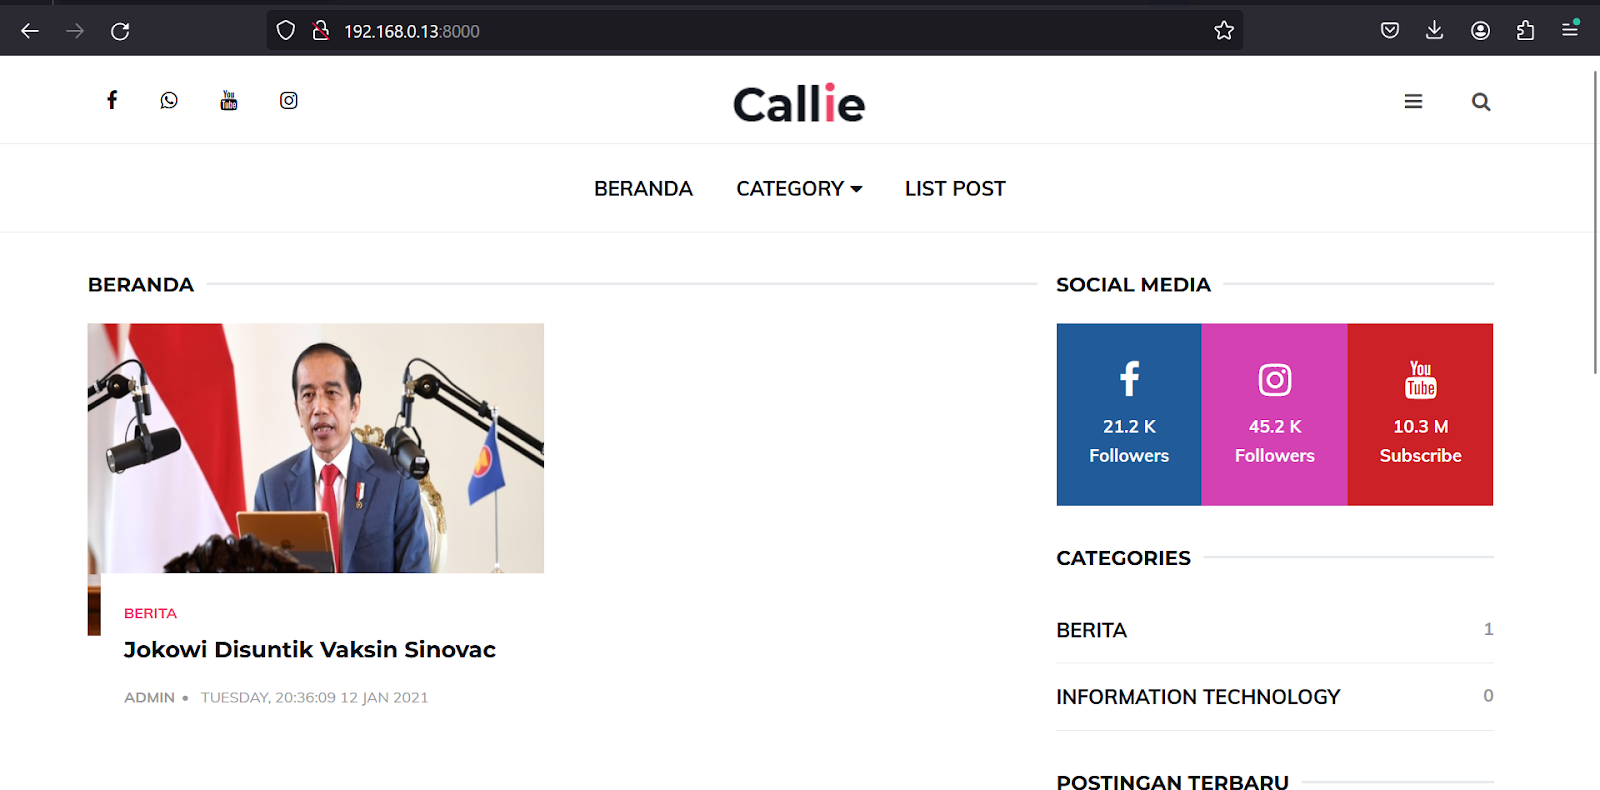 192.168.0.13:8000
You
Tube
Callie
BERANDA CATEGORY LIST POST
BERANDA
BERITA
Jokowi Disuntik Vaksin Sinovac
ADMIN • TUESDAY, 20:36:09 12 JAN 2021
SOCIAL MEDIA
21.2 K
Followers
45.2 K
Followers
You
Tube
10.3 M
Subscribe
CATEGORIES
BERITA 1
INFORMATION TECHNOLOGY 0
POSTINGAN TERBARU